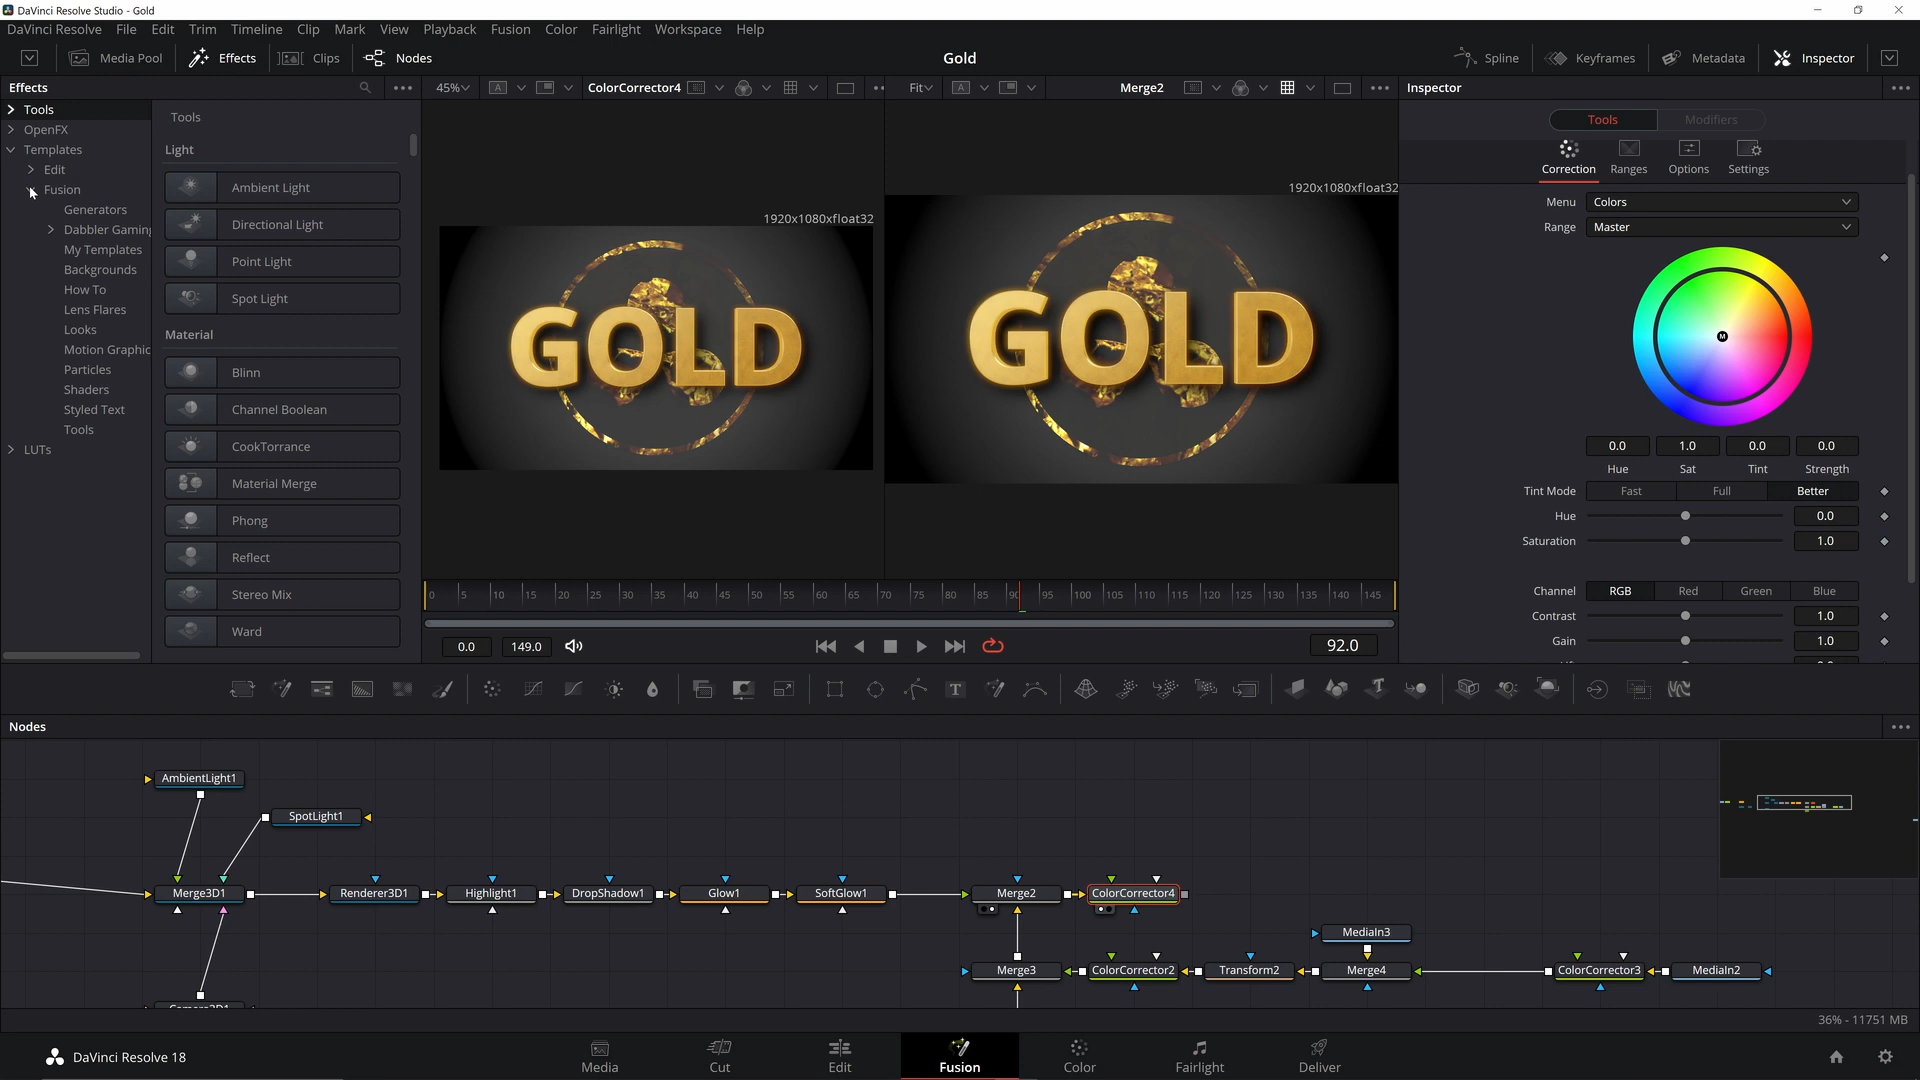 DaVinci Resolve Studio - Gold
DaVinci Resolve File Edit Trim Timeline Clip Mark View Playback Fusion Color Fairlight Workspace Help
Media Pool Effects Clips Nodes Gold Spline Keyframes Metadata Inspector
Effects 45% A ColorCorrector4 Fit A Merge2 Inspector
Tools
OpenFX
Templates
Edit
Fusion
Generators
Dabbler Gaming
My Templates
Backgrounds
How To
Lens Flares
Looks
Motion Graphic
Particles
Shaders
Styled Text
Tools
LUTs
Tools
Light
Ambient Light
Directional Light
Point Light
Spot Light
Material
Blinn
Channel Boolean
CookTorrance
Material Merge
Phong
Reflect
Stereo Mix
Ward
1920x1080xfloat32
GOLD
1920x1080xfloat32
GOLD
0 5 10 15 20 25 30 35 40 45 50 55 60 65 70 75 80 85 90 95 100 105 110 115 120 125 130 135 140 145
0.0 149.0 92.0
Tools Modifiers
Correction Ranges Options Settings
Menu Colors
Range Master
M
0.0 1.0 0.0 0.0
Hue Sat Tint Strength
Tint Mode Fast Full Better
Hue 0.0
Saturation 1.0
Channel RGB Red Green Blue
Contrast 1.0
Gain 1.0
T T
Nodes
AmbientLight1
SpotLight1
Merge3D1 Renderer3D1 Highlight1 DropShadow1 Glow1 SoftGlow1 Merge2 ColorCorrector4
MediaIn3
Merge3 ColorCorrector2 Transform2 Merge4 ColorCorrector3 MediaIn2
Camera3D1
36% - 11751 MB
DaVinci Resolve 18 Media Cut Edit Fusion Color Fairlight Deliver